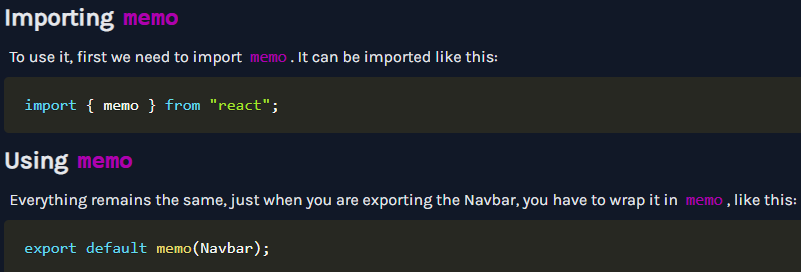 Importing memo
To use it, first we need to import memo. It can be imported like this:
import { memo } from "react";
Using memo
Everything remains the same, just when you are exporting the Navbar, you have to wrap it in memo, like this:
export default memo(Navbar);